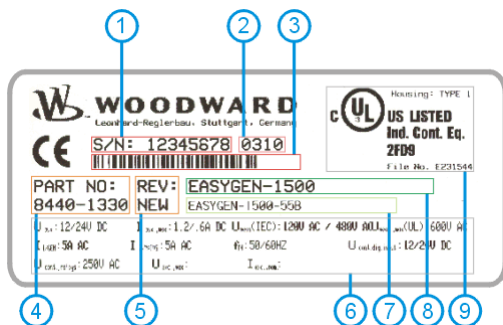 1 2 3
WOODWARD
Leonhard-Reglerbau, Stuttgart, Germany
CE
S/N: 12345678 0310
Housing: TYPE 1
c UL US LISTED
Ind. Cont. Eq.
2FD9
File No. E231544
PART NO: REV: EASYGEN-1500
8440-1330 NEW EASYGEN-1500-55B
:12/24V DC :1.2/.6A DC (IEC):120V AC / 480V AC (UL):600V AC
:5A AC :5A AC :50/60HZ :12/24V DC
:250V AC
4 5 6 7 8 9